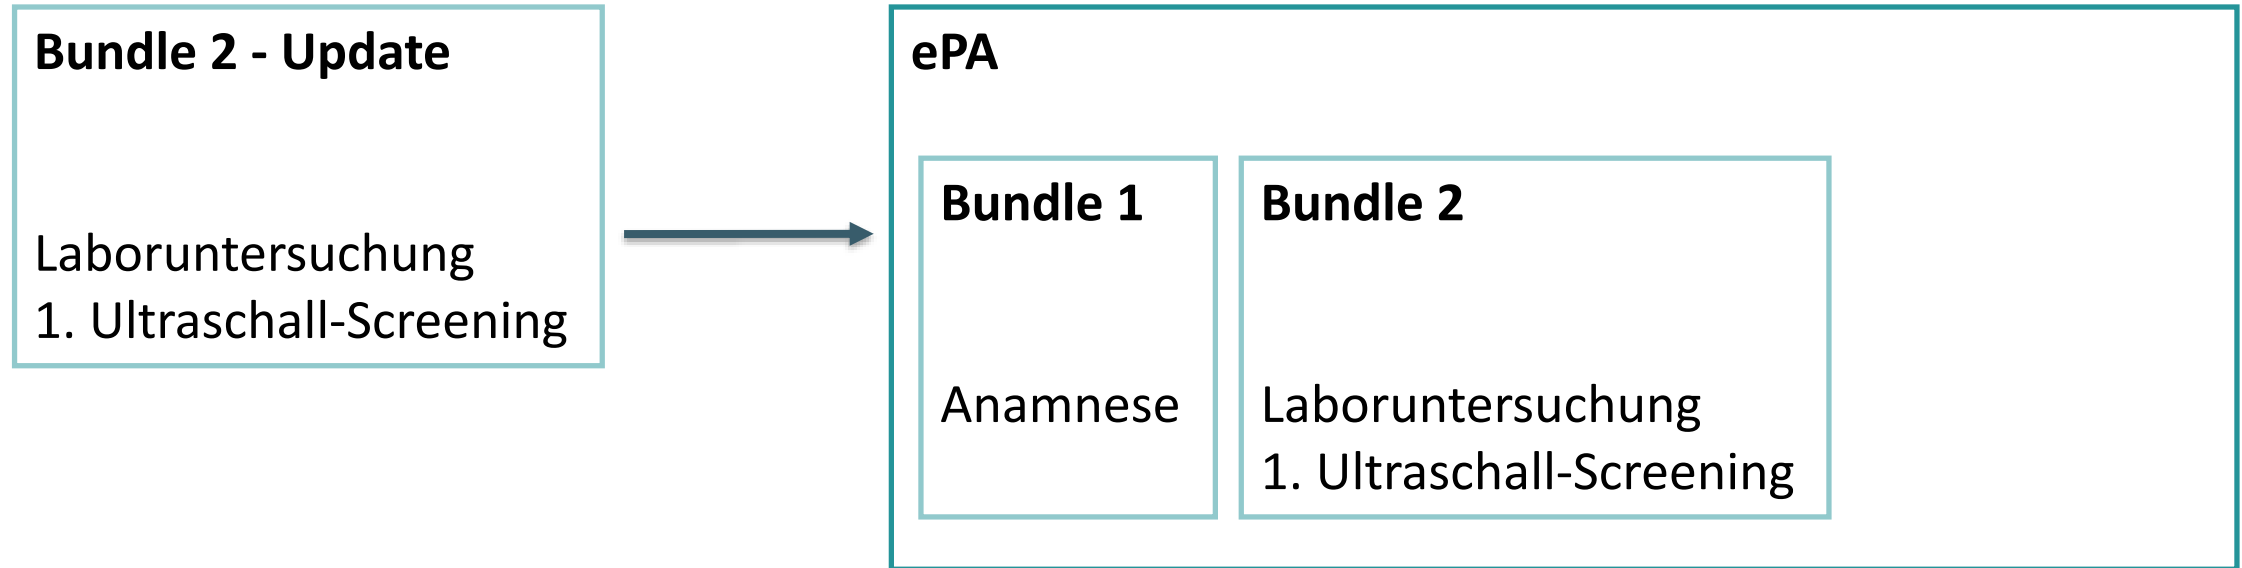 Bundle 2 - Update
Laboruntersuchung
1. Ultraschall-Screening
ePA
Bundle 1
Anamnese
Bundle 2
Laboruntersuchung
1. Ultraschall-Screening